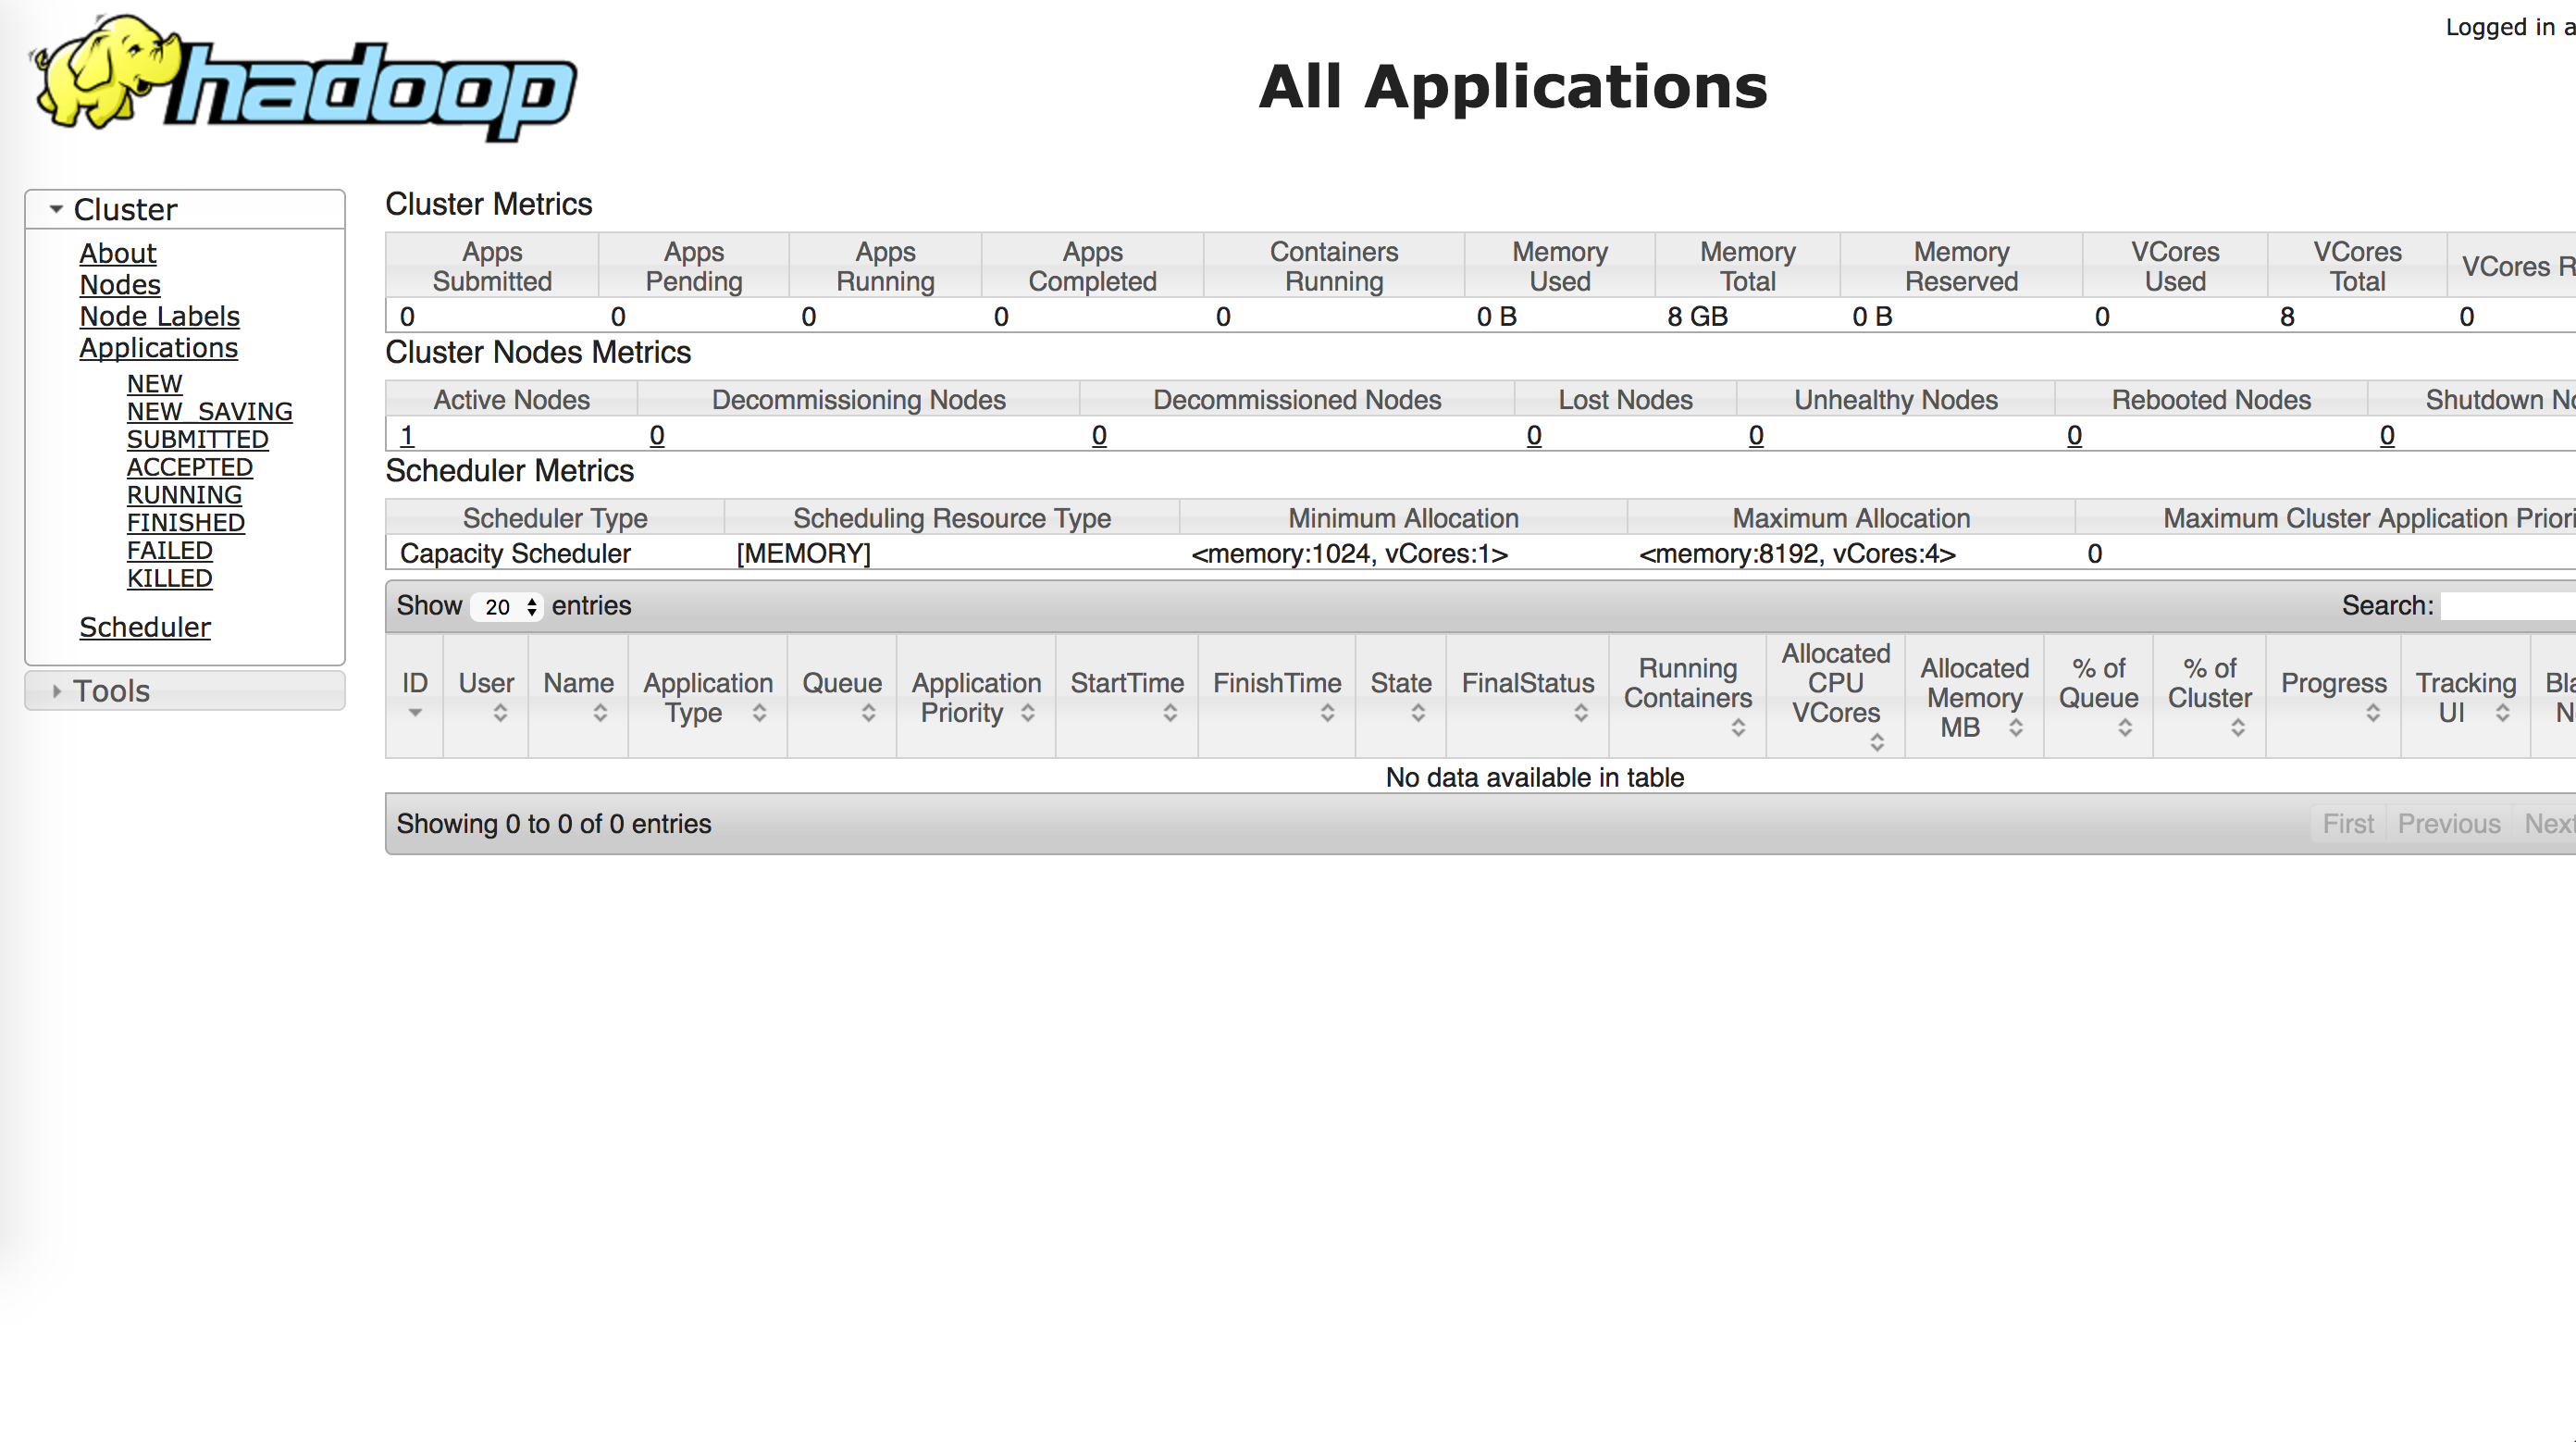 hadoop
Logged in a
All Applications
Cluster
About
Nodes
Node Labels
Applications
NEW
NEW_SAVING
SUBMITTED
ACCEPTED
RUNNING
FINISHED
FAILED
KILLED
Scheduler
Tools
Cluster Metrics
Apps Submitted Apps Pending Apps Running Apps Completed Containers Running Memory Used Memory Total Memory Reserved VCores Used VCores Total VCores R
0 0 0 0 0 0 B 8 GB 0 B 0 8 0
Cluster Nodes Metrics
Active Nodes Decommissioning Nodes Decommissioned Nodes Lost Nodes Unhealthy Nodes Rebooted Nodes Shutdown No
1 0 0 0 0 0 0
Scheduler Metrics
Scheduler Type Scheduling Resource Type Minimum Allocation Maximum Allocation Maximum Cluster Application Priori
Capacity Scheduler [MEMORY] <memory:1024, vCores:1> <memory:8192, vCores:4> 0
Show 20 entries Search:
ID User Name Application Type Queue Application Priority StartTime FinishTime State FinalStatus Running Containers Allocated CPU VCores Allocated Memory MB % of Queue % of Cluster Progress Tracking UI Bla N
No data available in table
Showing 0 to 0 of 0 entries First Previous Next